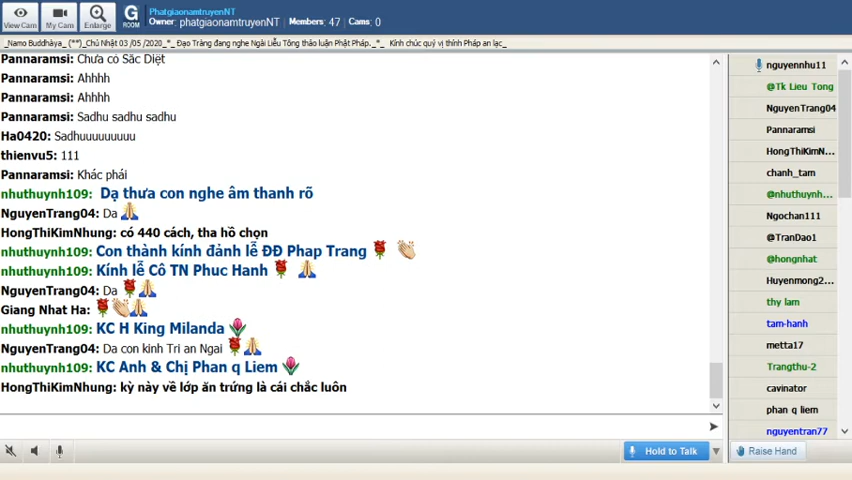 View Cam
My Cam
Enlarge
G
ROOM
PhatgiaonamtruyenNT
Owner: phatgiaonamtruyenNT Members: 47 Cams: 0
_Namo Buddhàya_ (**)_Chủ Nhật 03 /05 /2020_*_ Đạo Tràng đang nghe Ngài Liễu Tông thảo luận Phật Pháp._*_ Kính chúc quý vị thính Pháp an lạc_
Pannaramsi: Chưa có Sắc Diệt
Pannaramsi: Ahhhh
Pannaramsi: Ahhhh
Pannaramsi: Sadhu sadhu sadhu
Ha0420: Sadhuuuuuuuuu
thienvu5: 111
Pannaramsi: Khác phái
nhuthuynh109: Dạ thưa con nghe âm thanh rõ
NguyenTrang04: Da
HongThiKimNhung: có 440 cách, tha hồ chọn
nhuthuynh109: Con thành kính đảnh lễ ĐĐ Phap Trang
nhuthuynh109: Kính lễ Cô TN Phuc Hanh
NguyenTrang04: Da
Giang Nhat Ha:
nhuthuynh109: KC H King Milanda
NguyenTrang04: Da con kinh Tri an Ngai
nhuthuynh109: KC Anh & Chị Phan q Liem
HongThiKimNhung: kỳ này về lớp ăn trứng là cái chắc luôn
Hold to Talk
nguyennhu11
@Tk Lieu Tong
NguyenTrang04
Pannaramsi
HongThiKimN...
chanh_tam
@nhuthuynh...
Ngochan111
@TranDao1
@hongnhat
Huyenmong2...
thy lam
tam-hanh
metta17
Trangthu-2
cavinator
phan q liem
nguyentran77
Raise Hand